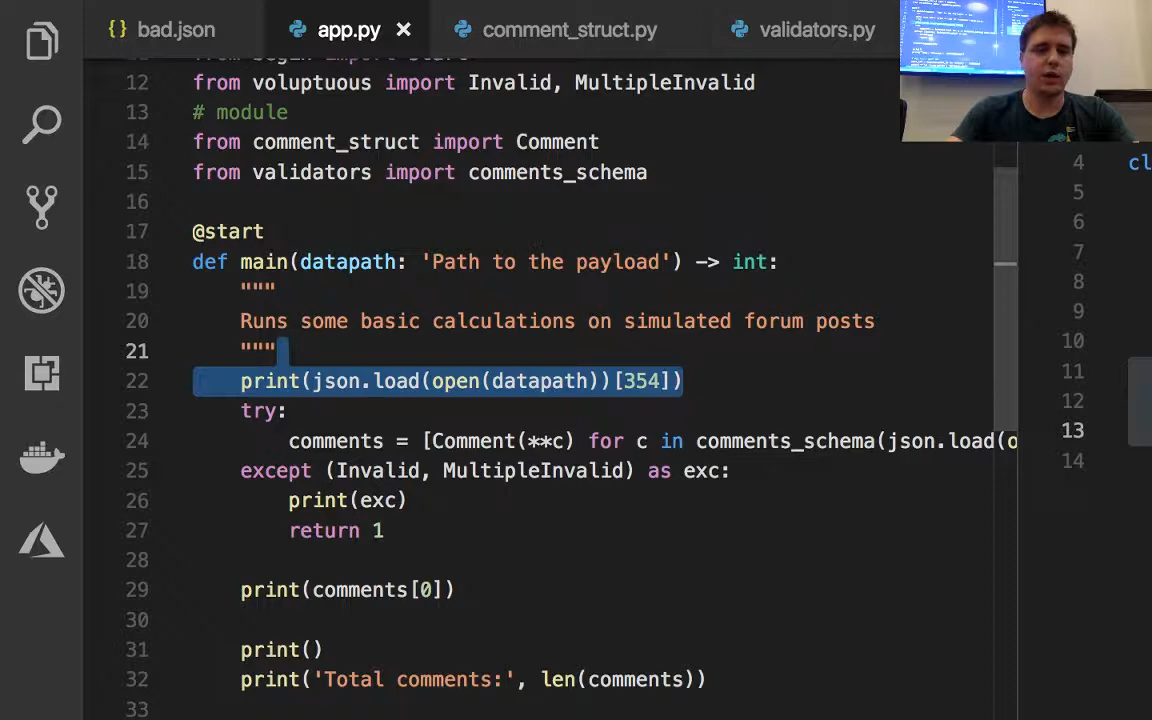 bad.json
app.py
comment_struct.py
validators.py
12 from voluptuous import Invalid, MultipleInvalid
13 # module
14 from comment_struct import Comment
15 from validators import comments_schema
16
17 @start
18 def main(datapath: 'Path to the payload') -> int:
19 """
20 Runs some basic calculations on simulated forum posts
21 """
22 print(json.load(open(datapath))[354])
23 try:
24 comments = [Comment(**c) for c in comments_schema(json.load(o
25 except (Invalid, MultipleInvalid) as exc:
26 print(exc)
27 return 1
28
29 print(comments[0])
30
31 print()
32 print('Total comments:', len(comments))
33
4 cl
5
6
7
8
9
10
11
12
13
14